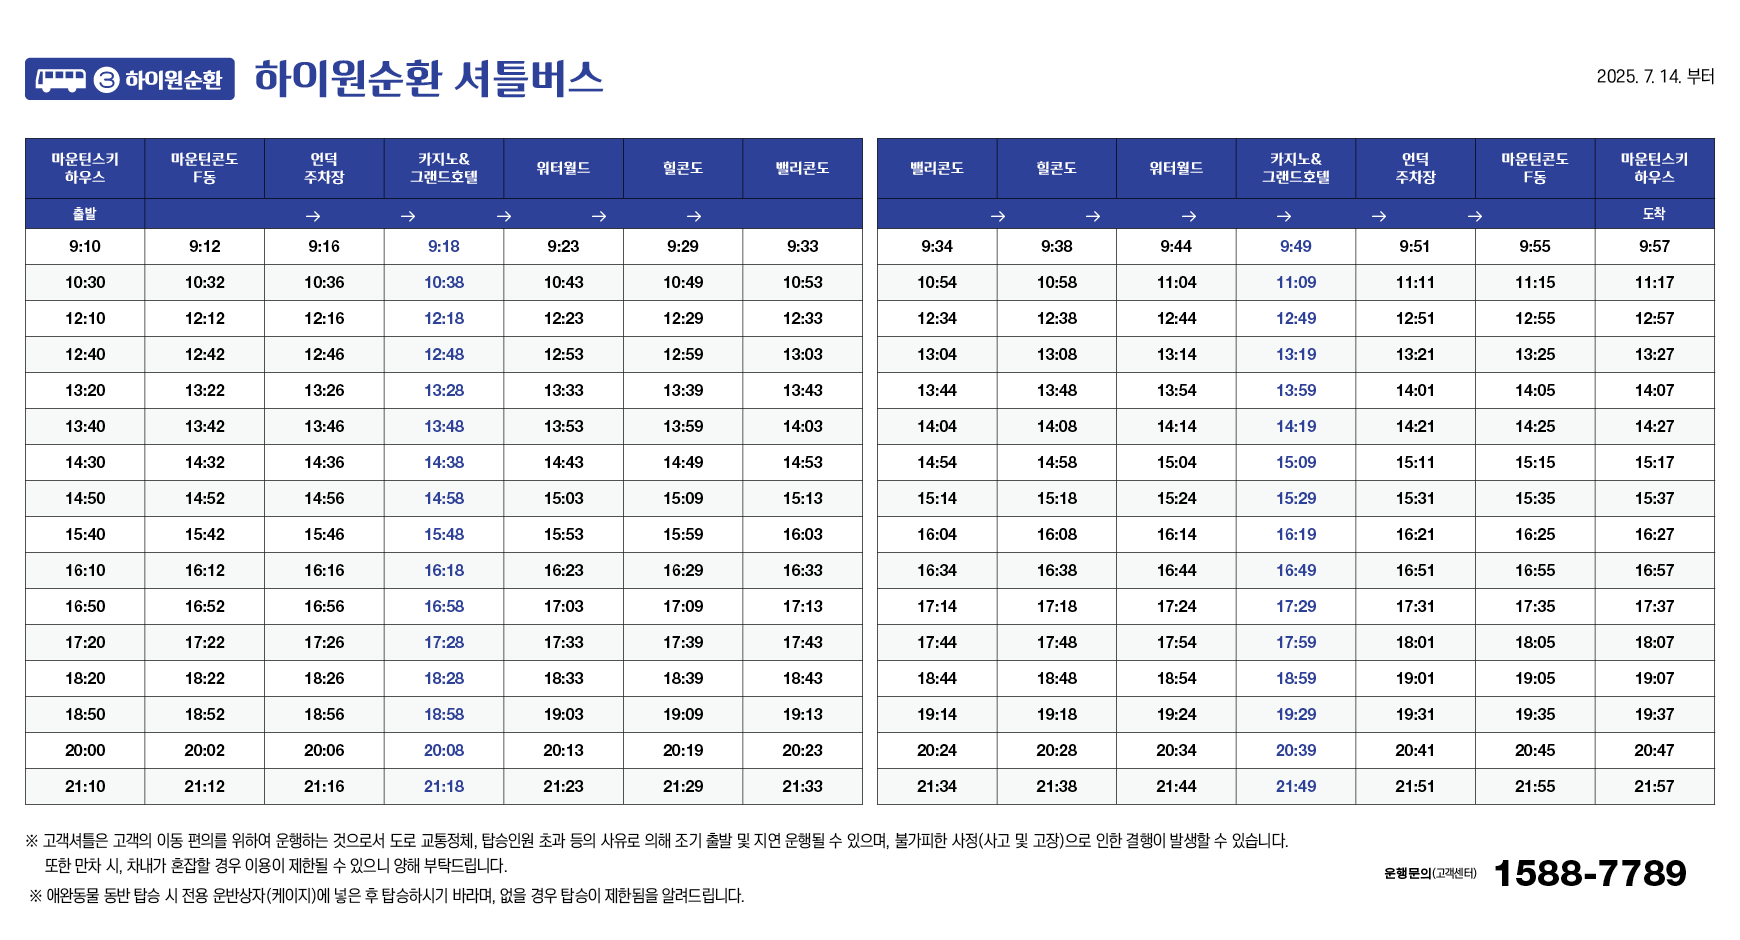 ③ 하이원순환 하이원순환 셔틀버스
2025. 7. 14. 부터
마운틴스키하우스 마운틴콘도 F동 언덕주차장 카지노&그랜드호텔 워터월드 힐콘도 밸리콘도 밸리콘도 힐콘도 워터월드 카지노&그랜드호텔 언덕주차장 마운틴콘도 F동 마운틴스키하우스
출발 → → → → → → → → → → → 도착
9:10 9:12 9:16 9:18 9:23 9:29 9:33 9:34 9:38 9:44 9:49 9:51 9:55 9:57
10:30 10:32 10:36 10:38 10:43 10:49 10:53 10:54 10:58 11:04 11:09 11:11 11:15 11:17
12:10 12:12 12:16 12:18 12:23 12:29 12:33 12:34 12:38 12:44 12:49 12:51 12:55 12:57
12:40 12:42 12:46 12:48 12:53 12:59 13:03 13:04 13:08 13:14 13:19 13:21 13:25 13:27
13:20 13:22 13:26 13:28 13:33 13:39 13:43 13:44 13:48 13:54 13:59 14:01 14:05 14:07
13:40 13:42 13:46 13:48 13:53 13:59 14:03 14:04 14:08 14:14 14:19 14:21 14:25 14:27
14:30 14:32 14:36 14:38 14:43 14:49 14:53 14:54 14:58 15:04 15:09 15:11 15:15 15:17
14:50 14:52 14:56 14:58 15:03 15:09 15:13 15:14 15:18 15:24 15:29 15:31 15:35 15:37
15:40 15:42 15:46 15:48 15:53 15:59 16:03 16:04 16:08 16:14 16:19 16:21 16:25 16:27
16:10 16:12 16:16 16:18 16:23 16:29 16:33 16:34 16:38 16:44 16:49 16:51 16:55 16:57
16:50 16:52 16:56 16:58 17:03 17:09 17:13 17:14 17:18 17:24 17:29 17:31 17:35 17:37
17:20 17:22 17:26 17:28 17:33 17:39 17:43 17:44 17:48 17:54 17:59 18:01 18:05 18:07
18:20 18:22 18:26 18:28 18:33 18:39 18:43 18:44 18:48 18:54 18:59 19:01 19:05 19:07
18:50 18:52 18:56 18:58 19:03 19:09 19:13 19:14 19:18 19:24 19:29 19:31 19:35 19:37
20:00 20:02 20:06 20:08 20:13 20:19 20:23 20:24 20:28 20:34 20:39 20:41 20:45 20:47
21:10 21:12 21:16 21:18 21:23 21:29 21:33 21:34 21:38 21:44 21:49 21:51 21:55 21:57
※ 고객셔틀은 고객의 이동 편의를 위하여 운행하는 것으로서 도로 교통정체, 탑승인원 초과 등의 사유로 의해 조기 출발 및 지연 운행될 수 있으며, 불가피한 사정(사고 및 고장)으로 인한 결행이 발생할 수 있습니다.
또한 만차 시, 차내가 혼잡할 경우 이용이 제한될 수 있으니 양해 부탁드립니다.
※ 애완동물 동반 탑승 시 전용 운반상자(케이지)에 넣은 후 탑승하시기 바라며, 없을 경우 탑승이 제한됨을 알려드립니다.
운행문의(고객센터) 1588-7789